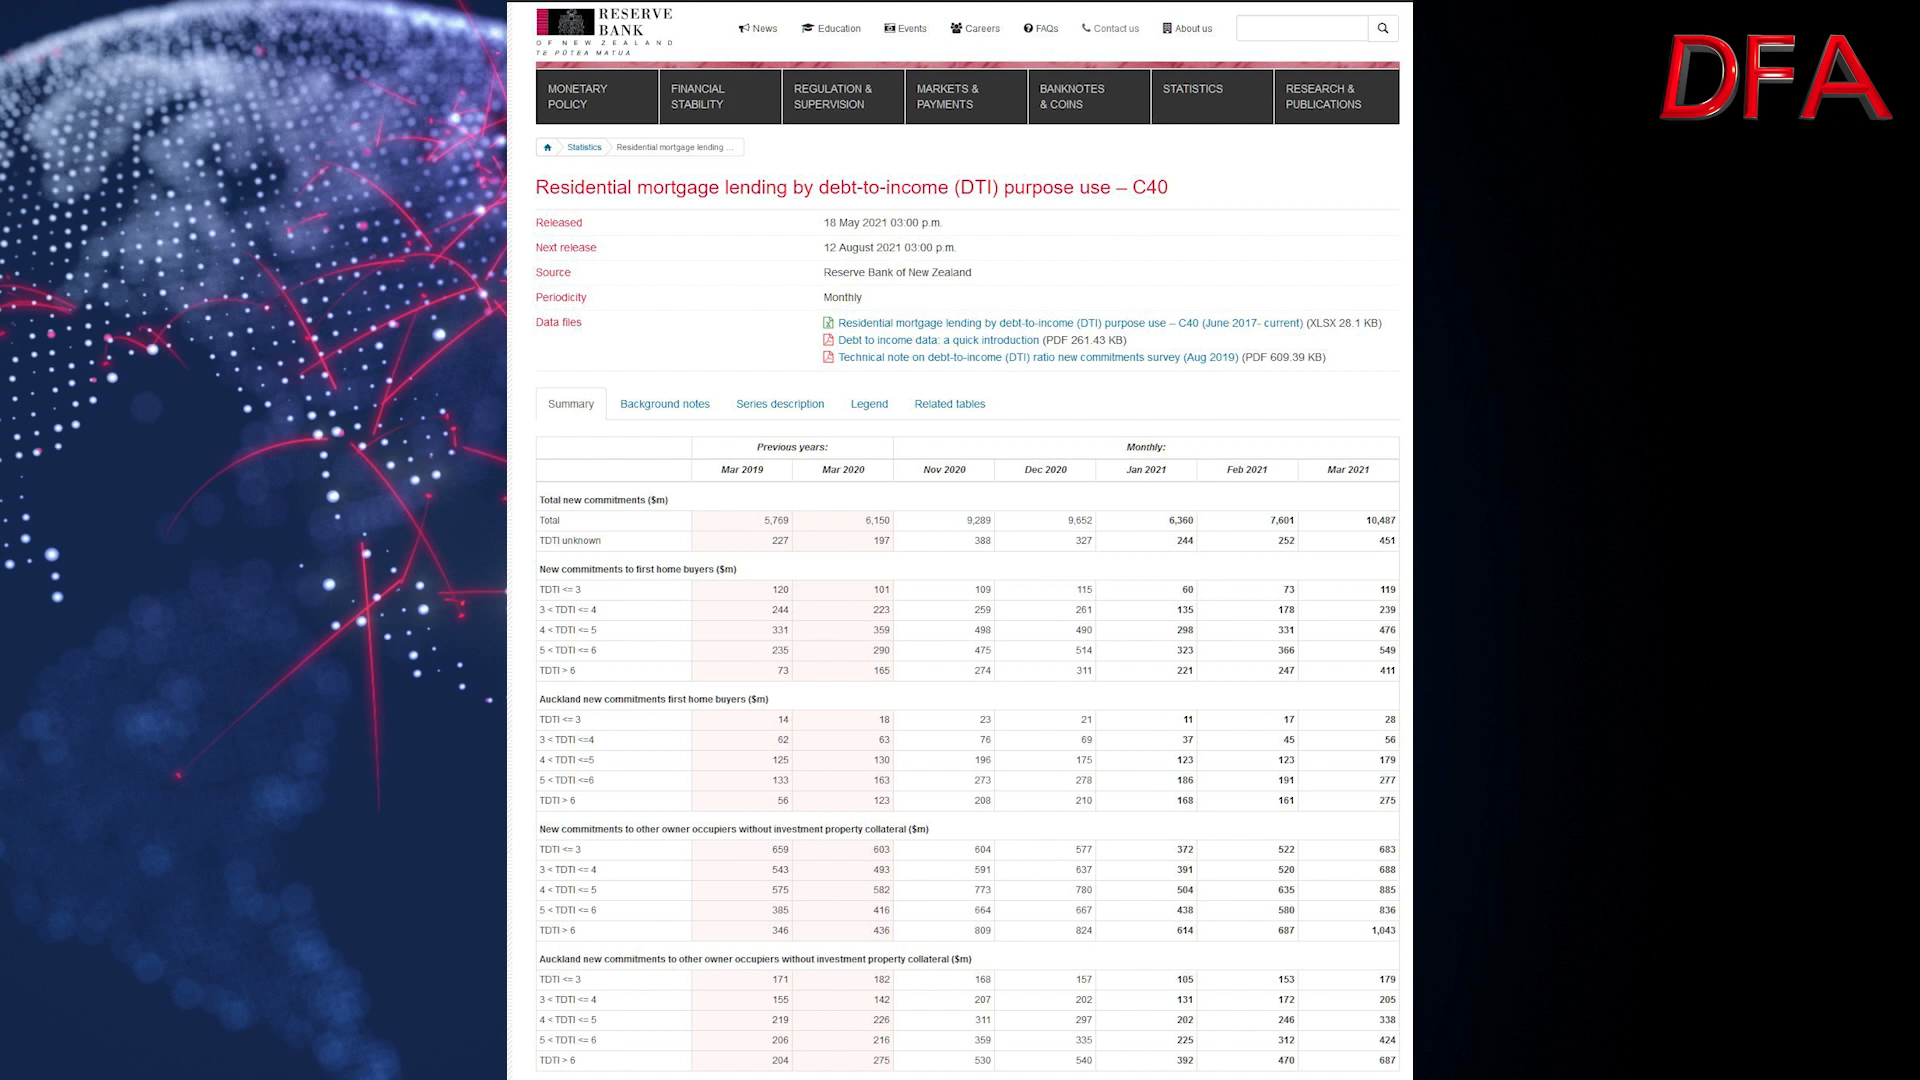 RESERVE
BANK
OF NEW ZEALAND
TE PŪTEA MATUA
News Education Events Careers FAQs Contact us About us
DFA
MONETARY POLICY FINANCIAL STABILITY REGULATION & SUPERVISION MARKETS & PAYMENTS BANKNOTES & COINS STATISTICS RESEARCH & PUBLICATIONS
Statistics Residential mortgage lending ...
Residential mortgage lending by debt-to-income (DTI) purpose use – C40
Released 18 May 2021 03:00 p.m.
Next release 12 August 2021 03:00 p.m.
Source Reserve Bank of New Zealand
Periodicity Monthly
Data files Residential mortgage lending by debt-to-income (DTI) purpose use – C40 (June 2017- current) (XLSX 28.1 KB)
Debt to income data: a quick introduction (PDF 261.43 KB)
Technical note on debt-to-income (DTI) ratio new commitments survey (Aug 2019) (PDF 609.39 KB)
Summary Background notes Series description Legend Related tables
Previous years: Monthly:
Mar 2019 Mar 2020 Nov 2020 Dec 2020 Jan 2021 Feb 2021 Mar 2021
Total new commitments ($m)
Total 5,769 6,150 9,289 9,652 6,360 7,601 10,487
TDTI unknown 227 197 388 327 244 252 451
New commitments to first home buyers ($m)
TDTI <= 3 120 101 109 115 60 73 119
3 < TDTI <= 4 244 223 259 261 135 178 239
4 < TDTI <= 5 331 359 498 490 298 331 476
5 < TDTI <= 6 235 290 475 514 323 366 549
TDTI > 6 73 165 274 311 221 247 411
Auckland new commitments first home buyers ($m)
TDTI <= 3 14 18 23 21 11 17 28
3 < TDTI <=4 62 63 76 69 37 45 56
4 < TDTI <=5 125 130 196 175 123 123 179
5 < TDTI <=6 133 163 273 278 186 191 277
TDTI > 6 56 123 208 210 168 161 275
New commitments to other owner occupiers without investment property collateral ($m)
TDTI <= 3 659 603 604 577 372 522 683
3 < TDTI <= 4 543 493 591 637 391 520 688
4 < TDTI <= 5 575 582 773 780 504 635 885
5 < TDTI <= 6 385 416 664 667 438 580 836
TDTI > 6 346 436 809 824 614 687 1,043
Auckland new commitments to other owner occupiers without investment property collateral ($m)
TDTI <= 3 171 182 168 157 105 153 179
3 < TDTI <= 4 155 142 207 202 131 172 205
4 < TDTI <= 5 219 226 311 297 202 246 338
5 < TDTI <= 6 206 216 359 335 225 312 424
TDTI > 6 204 275 530 540 392 470 687